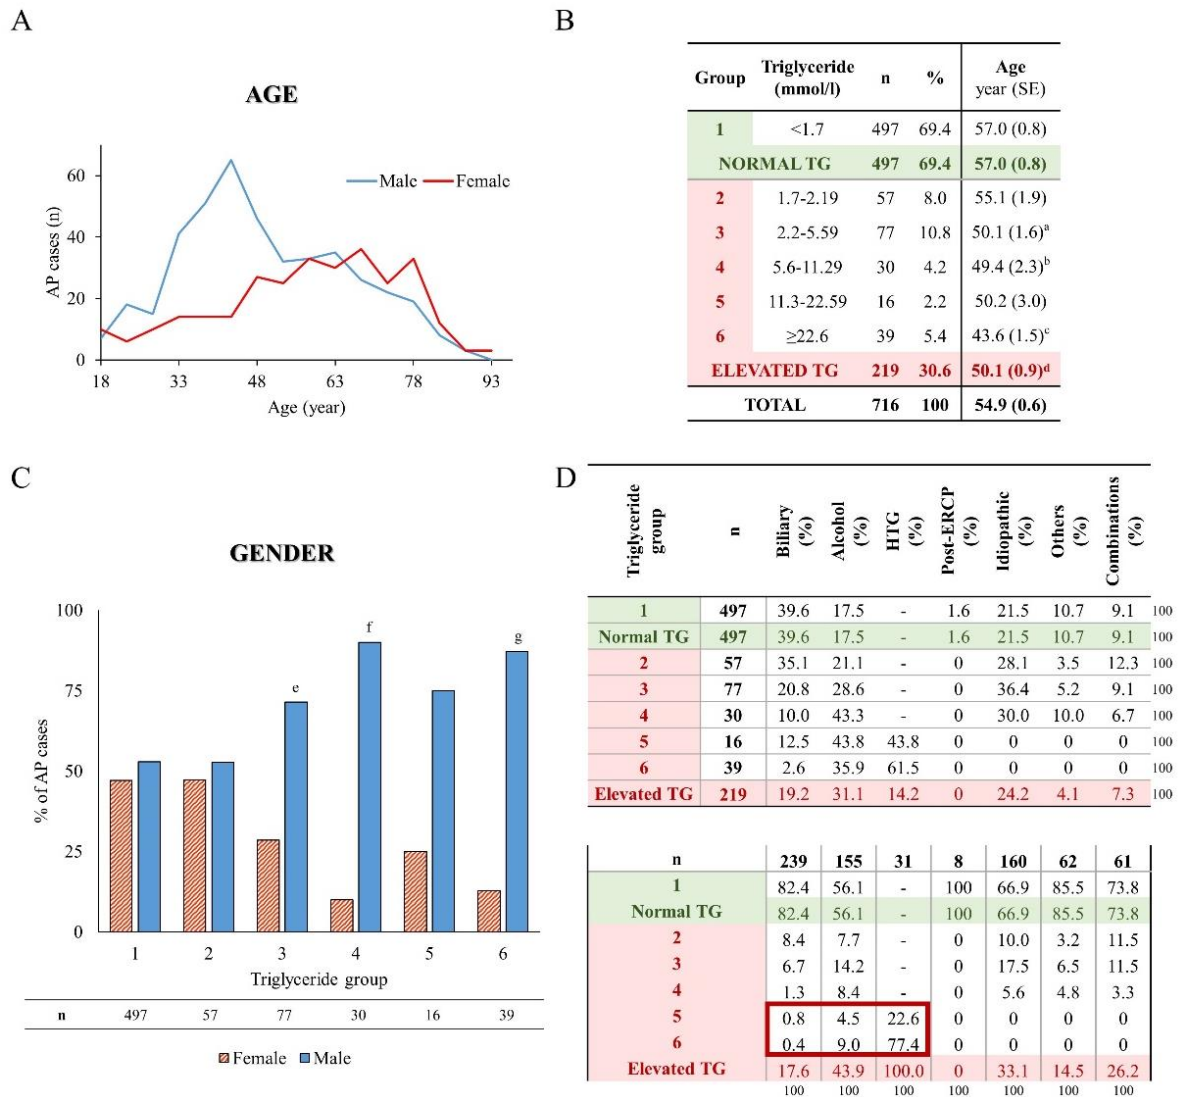 A
AGE
AP cases (n)
60
40
20
0
Male Female
18 33 48 63 78 93
Age (year)
B
Group Triglyceride (mmol/l) n % Age year (SE)
1 <1.7 497 69.4 57.0 (0.8)
NORMAL TG 497 69.4 57.0 (0.8)
2 1.7-2.19 57 8.0 55.1 (1.9)
3 2.2-5.59 77 10.8 50.1 (1.6)a
4 5.6-11.29 30 4.2 49.4 (2.3)b
5 11.3-22.59 16 2.2 50.2 (3.0)
6 ≥22.6 39 5.4 43.6 (1.5)c
ELEVATED TG 219 30.6 50.1 (0.9)d
TOTAL 716 100 54.9 (0.6)
C
GENDER
% of AP cases
100
75
50
25
0
e f g
1 2 3 4 5 6
Triglyceride group
n 497 57 77 30 16 39
Female Male
D
Triglyceride group n Biliary (%) Alcohol (%) HTG (%) Post-ERCP (%) Idiopathic (%) Others (%) Combinations (%)
1 497 39.6 17.5 - 1.6 21.5 10.7 9.1 100
Normal TG 497 39.6 17.5 - 1.6 21.5 10.7 9.1 100
2 57 35.1 21.1 - 0 28.1 3.5 12.3 100
3 77 20.8 28.6 - 0 36.4 5.2 9.1 100
4 30 10.0 43.3 - 0 30.0 10.0 6.7 100
5 16 12.5 43.8 43.8 0 0 0 0 100
6 39 2.6 35.9 61.5 0 0 0 0 100
Elevated TG 219 19.2 31.1 14.2 0 24.2 4.1 7.3 100
n 239 155 31 8 160 62 61
1 82.4 56.1 - 100 66.9 85.5 73.8
Normal TG 82.4 56.1 - 100 66.9 85.5 73.8
2 8.4 7.7 - 0 10.0 3.2 11.5
3 6.7 14.2 - 0 17.5 6.5 11.5
4 1.3 8.4 - 0 5.6 4.8 3.3
5 0.8 4.5 22.6 0 0 0 0
6 0.4 9.0 77.4 0 0 0 0
Elevated TG 17.6 43.9 100.0 0 33.1 14.5 26.2
100 100 100 100 100 100 100